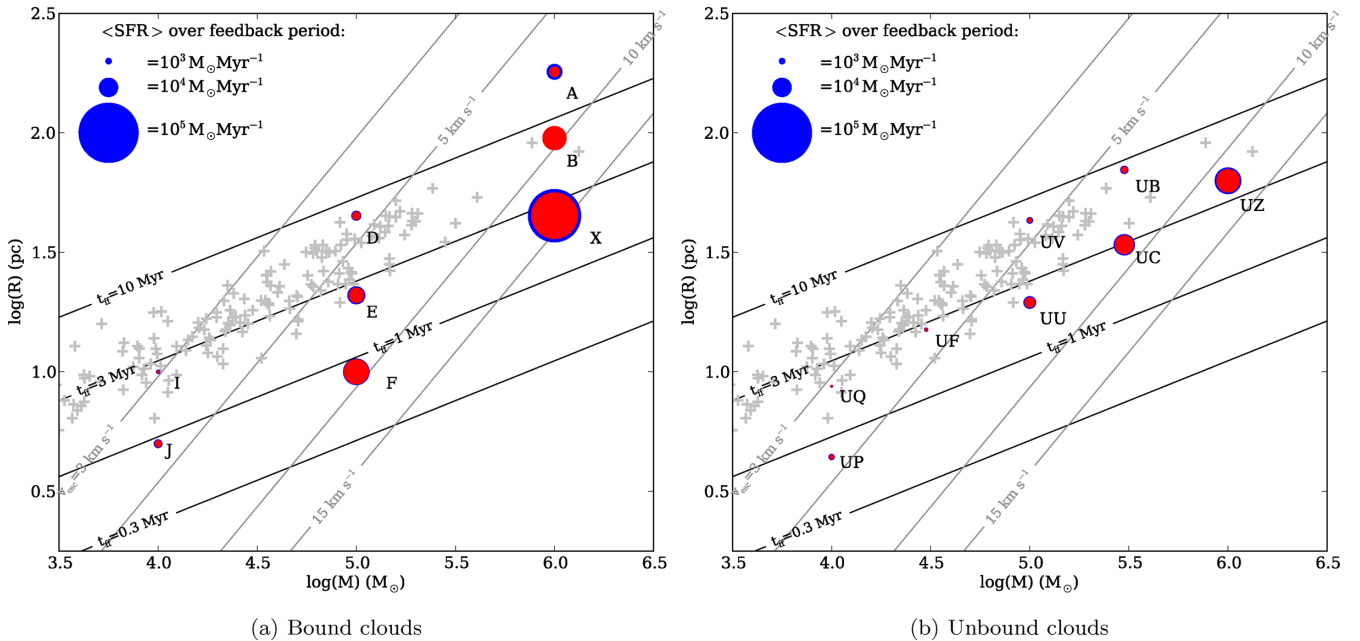 <SFR> over feedback period:
=10³ M☉Myr⁻¹
=10⁴ M☉Myr⁻¹
=10⁵ M☉Myr⁻¹
A
B
X
D
E
F
I
J
t_ff=10 Myr
t_ff=3 Myr
t_ff=1 Myr
t_ff=0.3 Myr
v_esc=3 km s⁻¹
5 km s⁻¹
10 km s⁻¹
15 km s⁻¹
log(R) (pc)
2.5
2.0
1.5
1.0
0.5
3.5 4.0 4.5 5.0 5.5 6.0 6.5
log(M) (M☉)
(a) Bound clouds
<SFR> over feedback period:
=10³ M☉Myr⁻¹
=10⁴ M☉Myr⁻¹
=10⁵ M☉Myr⁻¹
UB
UZ
UV
UC
UU
UF
UQ
UP
t_ff=10 Myr
t_ff=3 Myr
t_ff=1 Myr
t_ff=0.3 Myr
v_esc=3 km s⁻¹
5 km s⁻¹
10 km s⁻¹
15 km s⁻¹
log(R) (pc)
2.5
2.0
1.5
1.0
0.5
3.5 4.0 4.5 5.0 5.5 6.0 6.5
log(M) (M☉)
(b) Unbound clouds